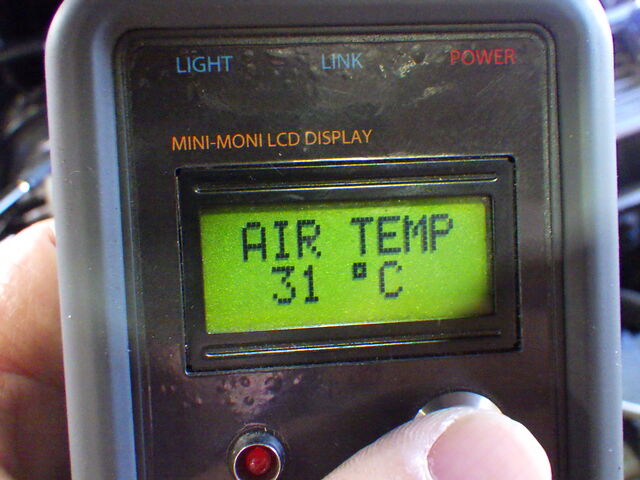 LIGHT LINK POWER
MINI-MONI LCD DISPLAY
AIR TEMP
31 °C